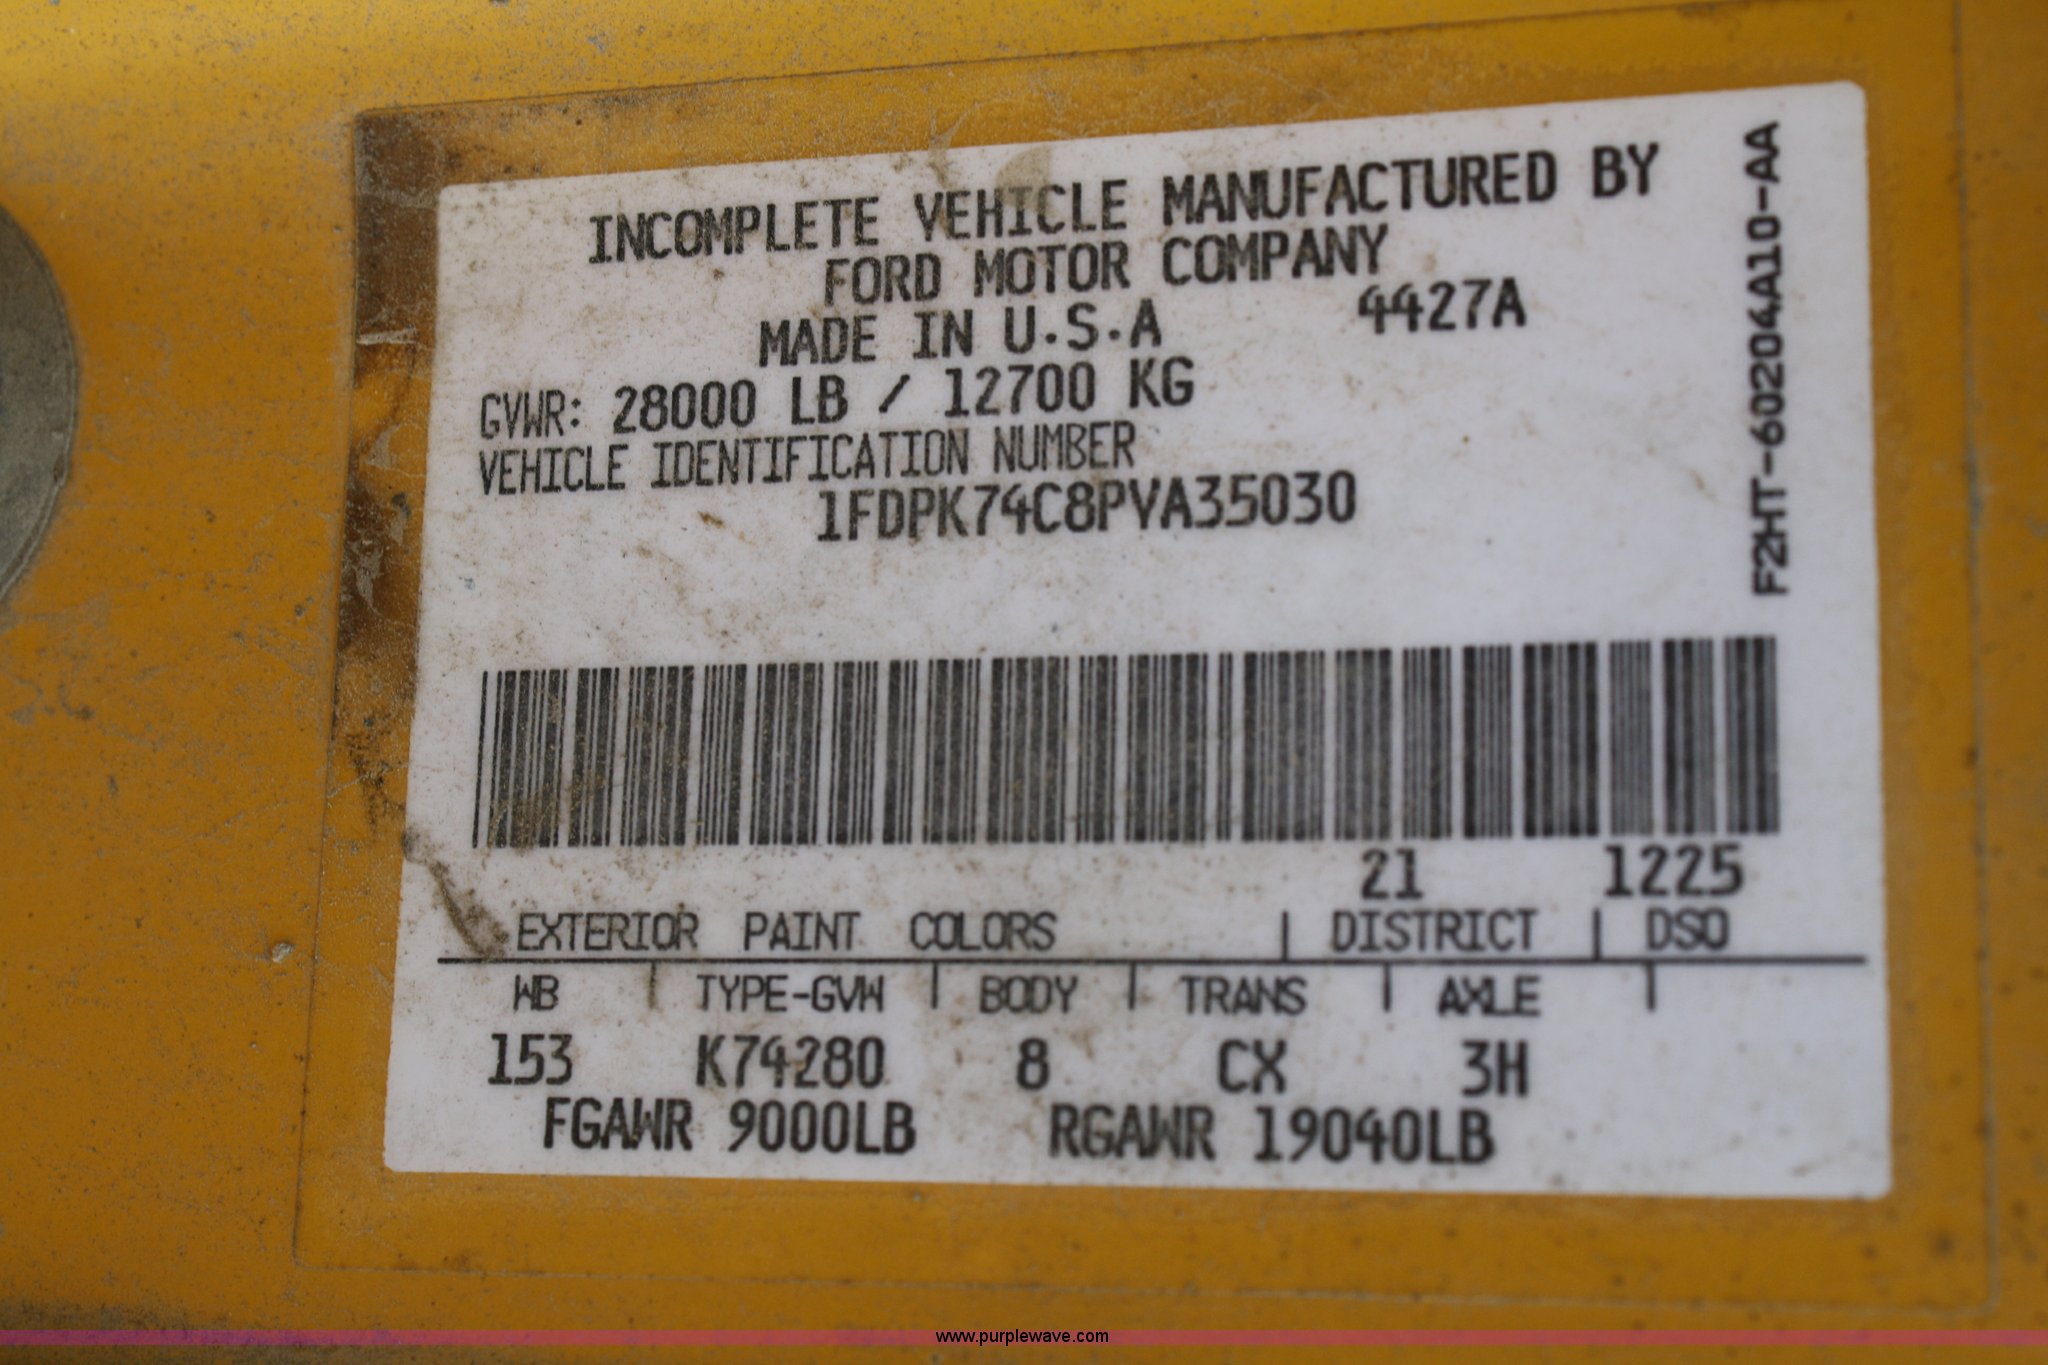 INCOMPLETE VEHICLE MANUFACTURED BY
FORD MOTOR COMPANY
MADE IN U.S.A 4427A
GVWR: 28000 LB / 12700 KG
VEHICLE IDENTIFICATION NUMBER
1FDPK74C8PVA35030
F2HT-60204A10-AA
21 1225
EXTERIOR PAINT COLORS | DISTRICT | DSO
WB | TYPE-GVW | BODY | TRANS | AXLE |
153 K74280 8 CX 3H
FGAWR 9000LB RGAWR 19040LB
www.purplewave.com